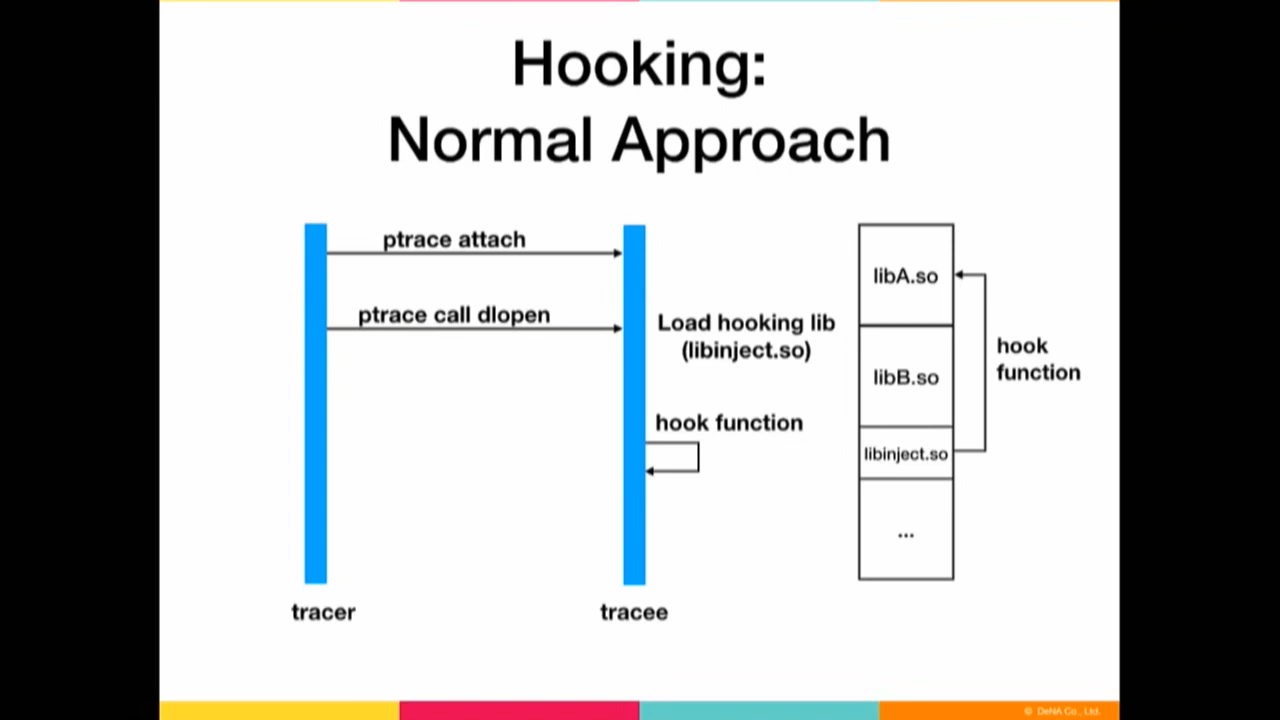 Hooking:
Normal Approach
ptrace attach
ptrace call dlopen
Load hooking lib
(libinject.so)
hook function
libA.so
libB.so
libinject.so
...
hook
function
tracer
tracee
© DeNA Co., Ltd.